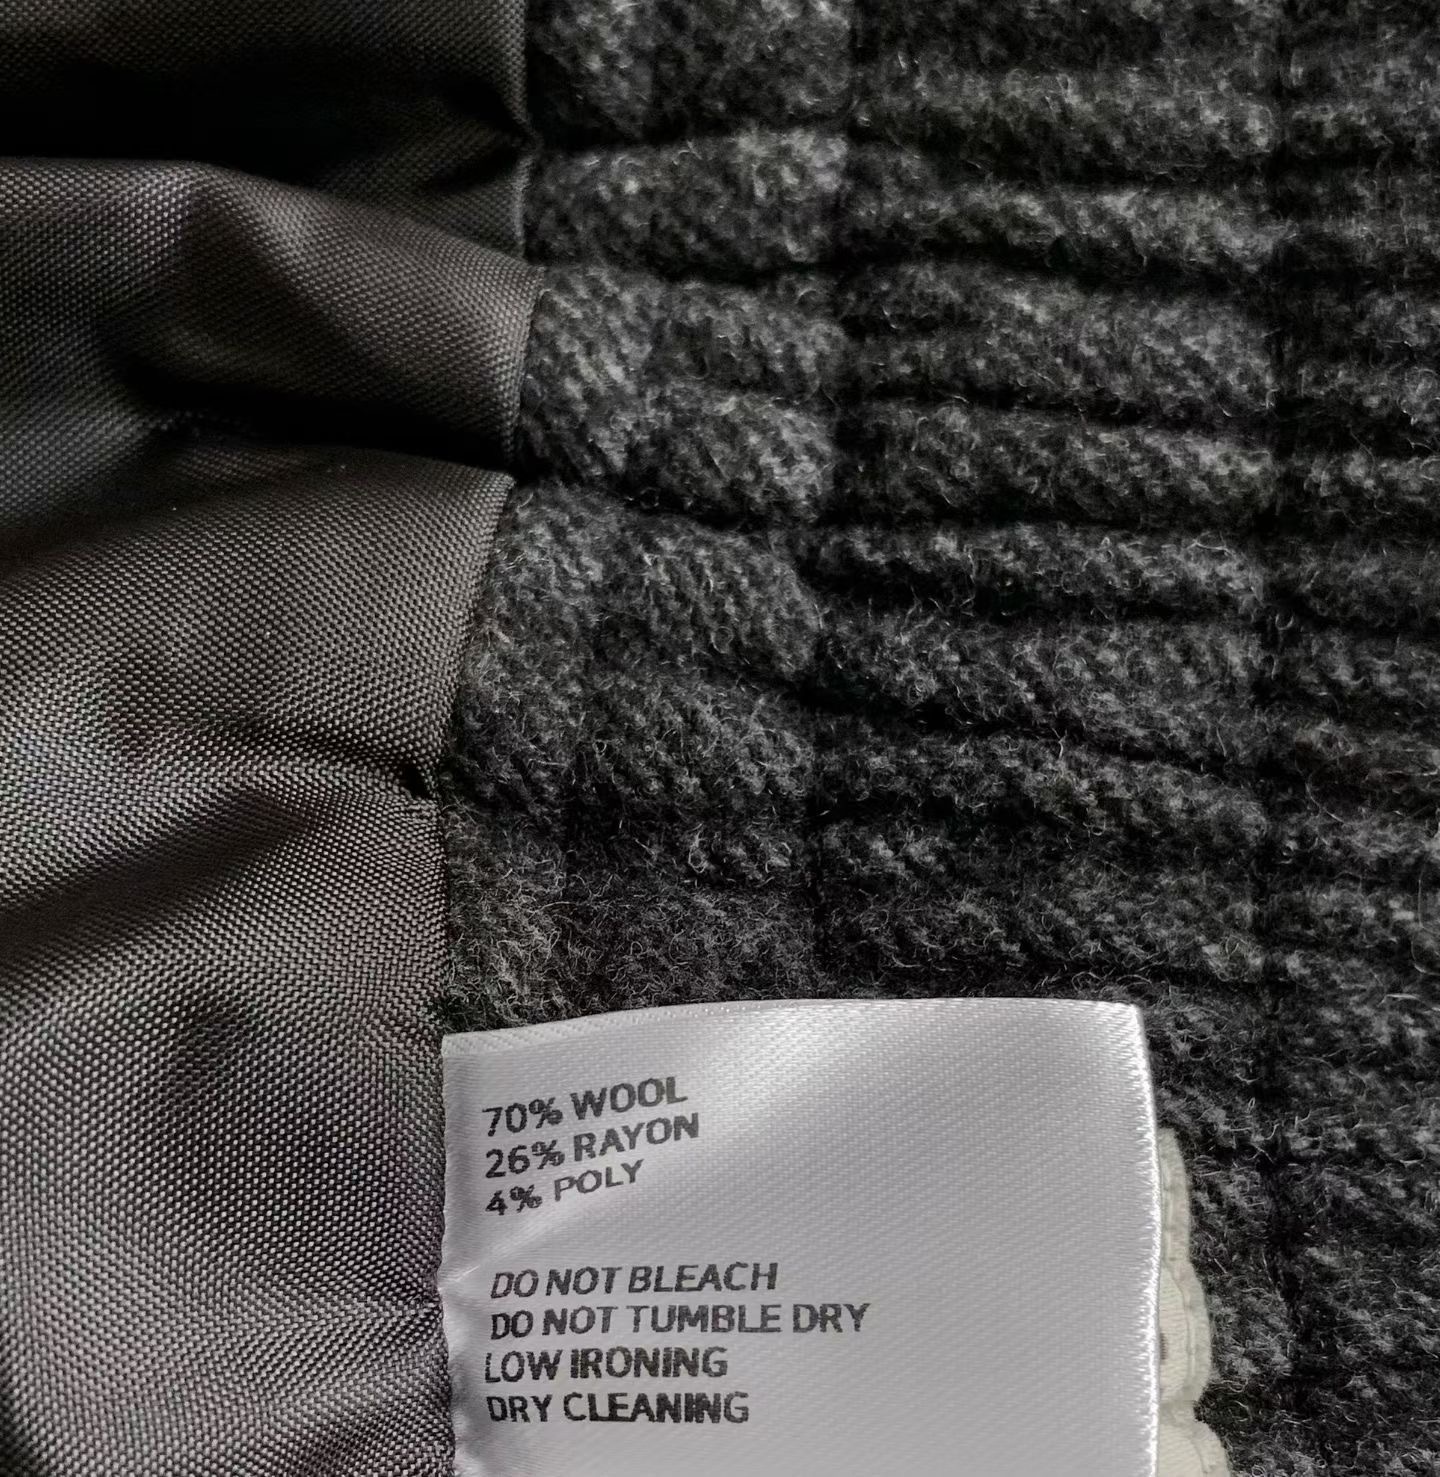 70% WOOL
26% RAYON
4% POLY
DO NOT BLEACH
DO NOT TUMBLE DRY
LOW IRONING
DRY CLEANING